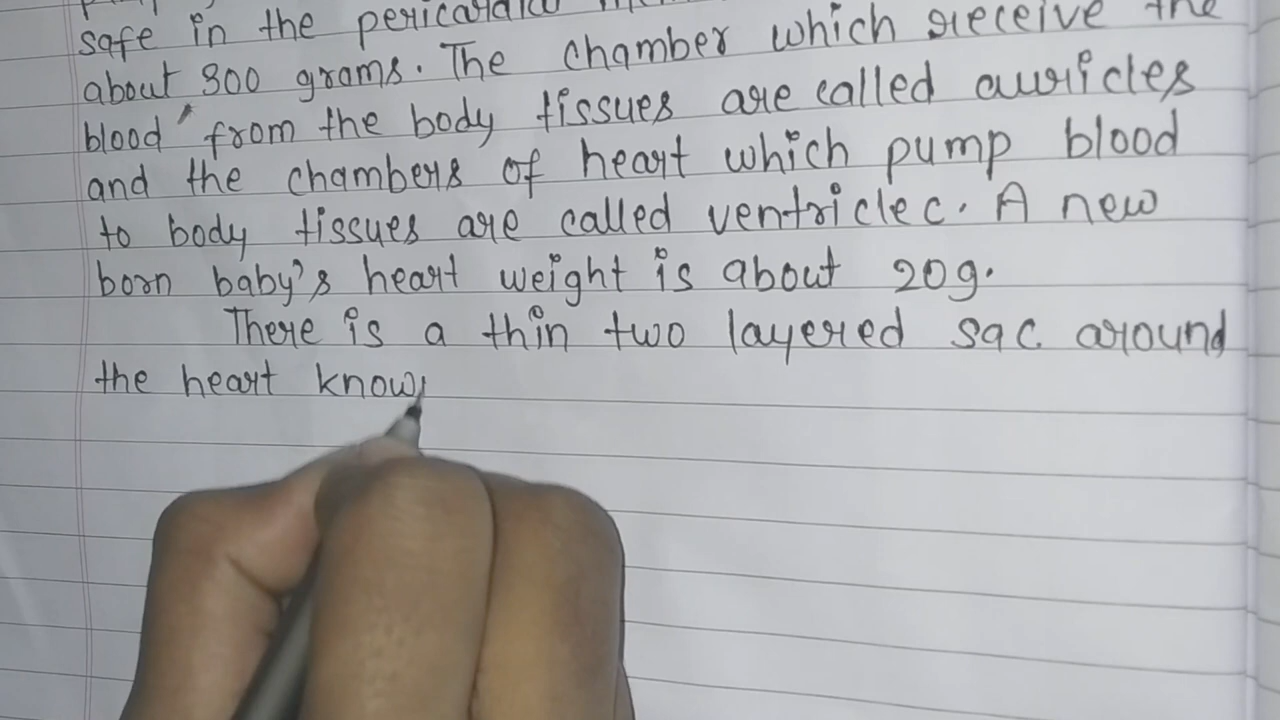 safe in the
about 300 grams. The chamber which receive the
blood from the body tissues are called auricles
and the chambers of heart which pump blood
to body tissues are called ventriclec. A new
born baby's heart weight is about 20g.
There is a thin two layered sac around
the heart know